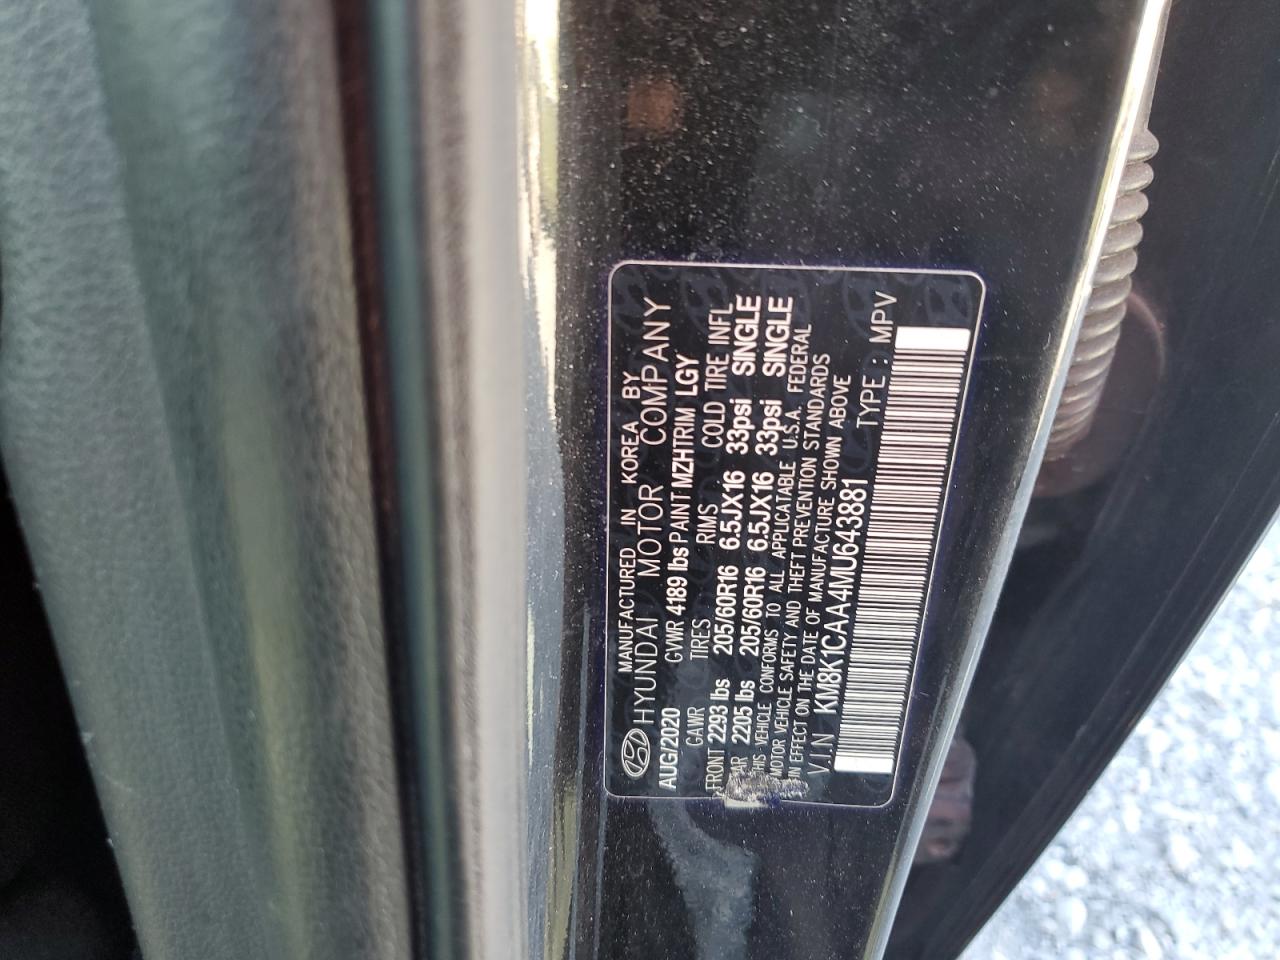 MANUFACTURED IN KOREA BY
HYUNDAI MOTOR COMPANY
AUG/2020 GVWR 4189 lbs PAINT MZH TRIM LGY
GAWR TIRES RIMS COLD TIRE INFL
FRONT 2293 lbs 205/60R16 6.5JX16 33psi SINGLE
AR 2205 lbs 205/60R16 6.5JX16 33psi SINGLE
THIS VEHICLE CONFORMS TO ALL APPLICATABLE U.S.A. FEDERAL
MOTOR VEHICLE SAFETY AND THEFT PREVENTION STANDARDS
IN EFFECT ON THE DATE OF MANUFACTURE SHOWN ABOVE
V.I.N KM8K1CAA4MU643881 TYPE : MPV